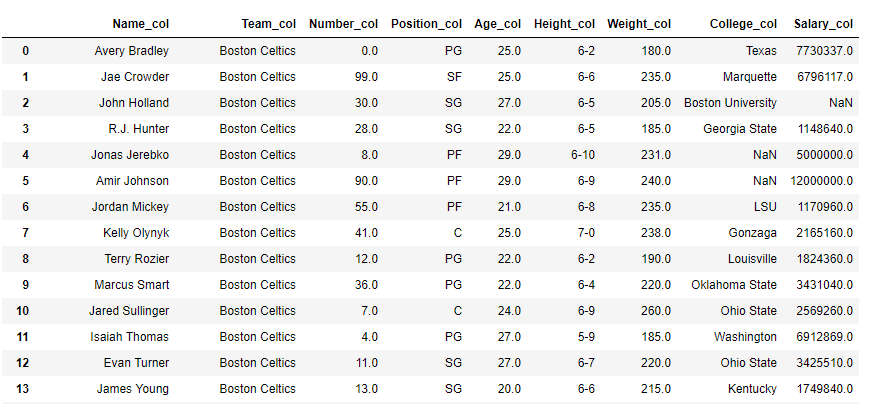 Name_col Team_col Number_col Position_col Age_col Height_col Weight_col College_col Salary_col
0 Avery Bradley Boston Celtics 0.0 PG 25.0 6-2 180.0 Texas 7730337.0
1 Jae Crowder Boston Celtics 99.0 SF 25.0 6-6 235.0 Marquette 6796117.0
2 John Holland Boston Celtics 30.0 SG 27.0 6-5 205.0 Boston University NaN
3 R.J. Hunter Boston Celtics 28.0 SG 22.0 6-5 185.0 Georgia State 1148640.0
4 Jonas Jerebko Boston Celtics 8.0 PF 29.0 6-10 231.0 NaN 5000000.0
5 Amir Johnson Boston Celtics 90.0 PF 29.0 6-9 240.0 NaN 12000000.0
6 Jordan Mickey Boston Celtics 55.0 PF 21.0 6-8 235.0 LSU 1170960.0
7 Kelly Olynyk Boston Celtics 41.0 C 25.0 7-0 238.0 Gonzaga 2165160.0
8 Terry Rozier Boston Celtics 12.0 PG 22.0 6-2 190.0 Louisville 1824360.0
9 Marcus Smart Boston Celtics 36.0 PG 22.0 6-4 220.0 Oklahoma State 3431040.0
10 Jared Sullinger Boston Celtics 7.0 C 24.0 6-9 260.0 Ohio State 2569260.0
11 Isaiah Thomas Boston Celtics 4.0 PG 27.0 5-9 185.0 Washington 6912869.0
12 Evan Turner Boston Celtics 11.0 SG 27.0 6-7 220.0 Ohio State 3425510.0
13 James Young Boston Celtics 13.0 SG 20.0 6-6 215.0 Kentucky 1749840.0